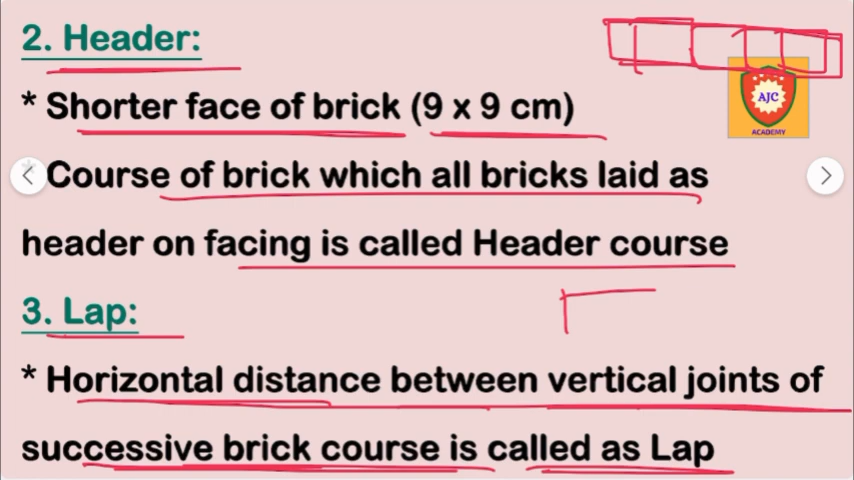 2. Header:
* Shorter face of brick (9 x 9 cm)
AJC
ACADEMY
* Course of brick which all bricks laid as
header on facing is called Header course
3. Lap:
* Horizontal distance between vertical joints of
successive brick course is called as Lap